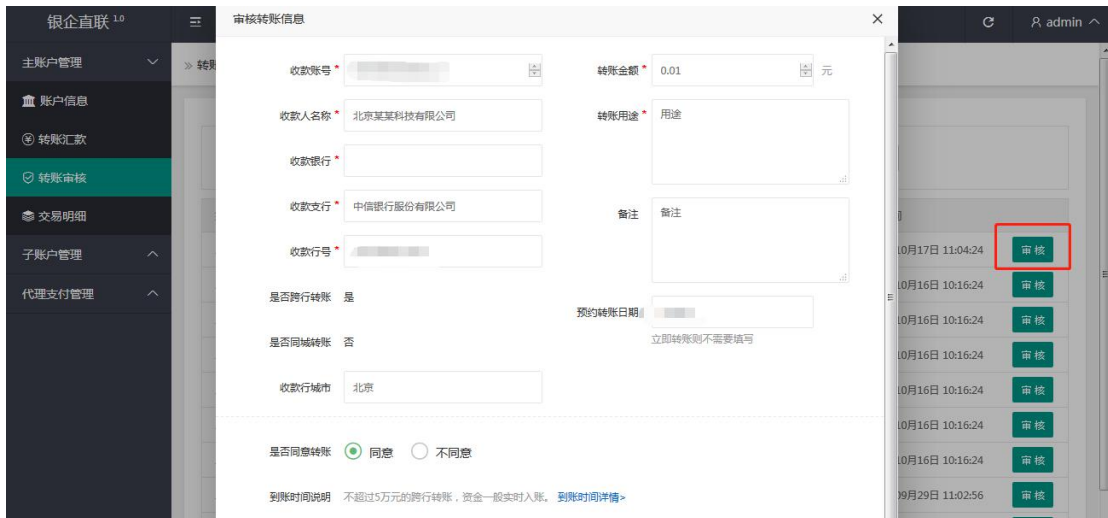 银企直联 1.0
审核转账信息
admin
主账户管理
账户信息
转账汇款
转账审核
交易明细
子账户管理
代理支付管理
» 转账
收款账号 *
收款人名称 * 北京某某科技有限公司
收款银行 *
收款支行 * 中信银行股份有限公司
收款行号 *
是否跨行转账 是
是否同城转账 否
收款行城市 北京
转账金额 * 0.01 元
转账用途 * 用途
备注 备注
预约转账日期
立即转账则不需要填写
是否同意转账 同意 不同意
到账时间说明 不超过5万元的跨行转账，资金一般实时入账。 到账时间详情>
10月17日 11:04:24 审核
10月16日 10:16:24 审核
10月16日 10:16:24 审核
10月16日 10:16:24 审核
10月16日 10:16:24 审核
10月16日 10:16:24 审核
10月16日 10:16:24 审核
09月29日 11:02:56 审核